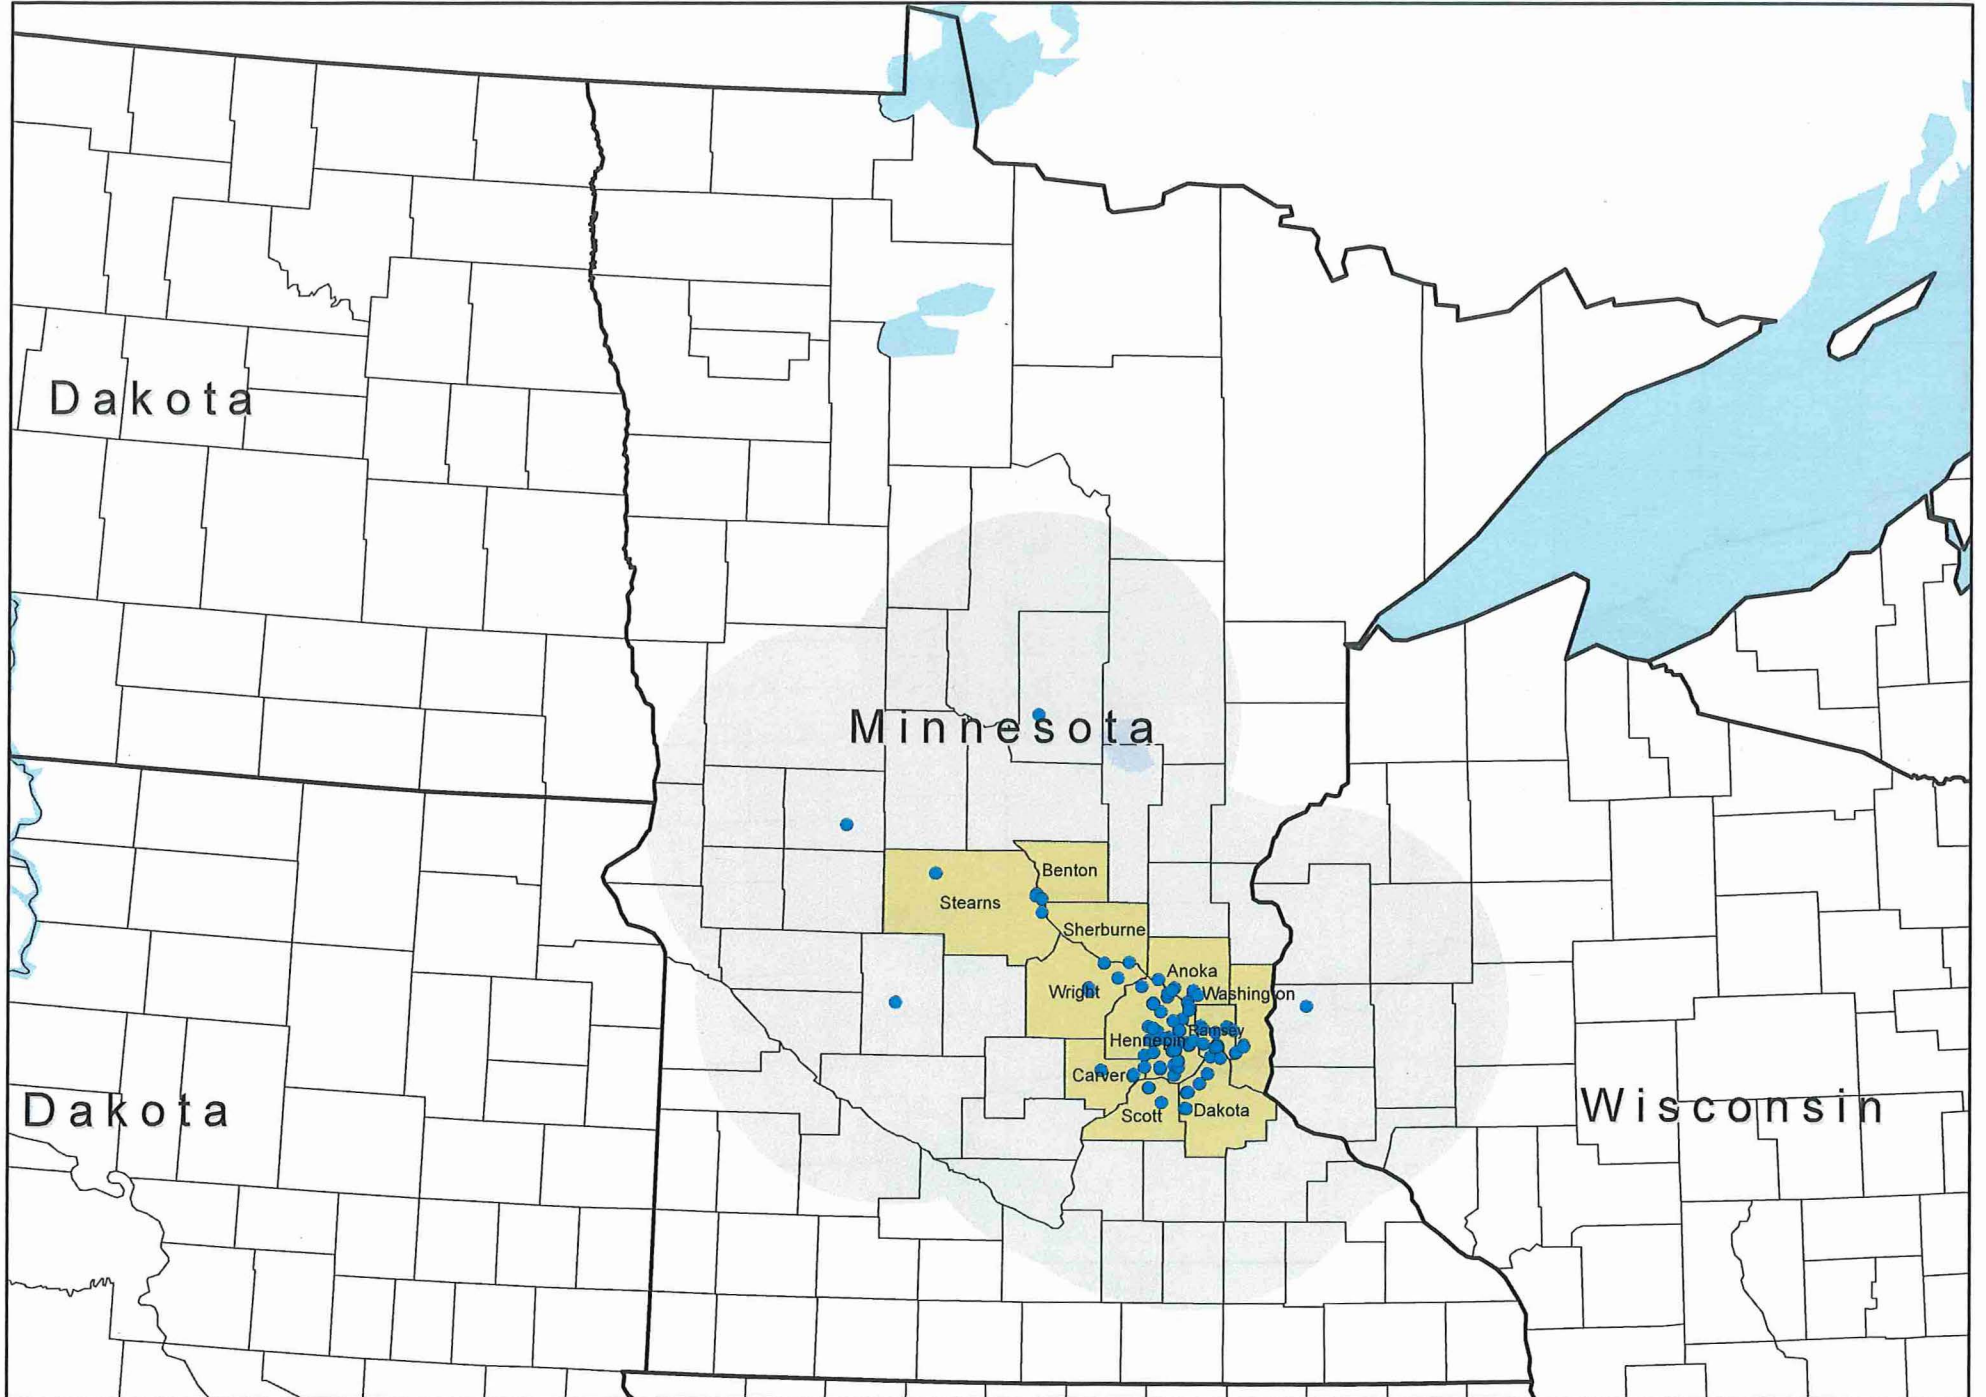 Dakota
Minnesota
Benton
Stearns
Sherburne
Anoka
Wright
Washington
Ramsey
Hennepin
Carver
Scott
Dakota
Dakota
Wisconsin